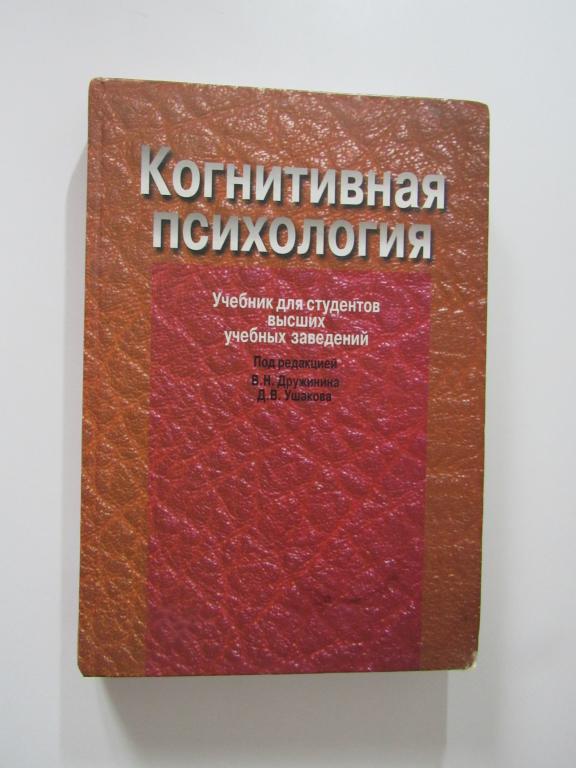 Когнитивная
психология
Учебник для студентов
высших
учебных заведений
Под редакцией
В.Н. Дружинина
Д.В. Ушакова